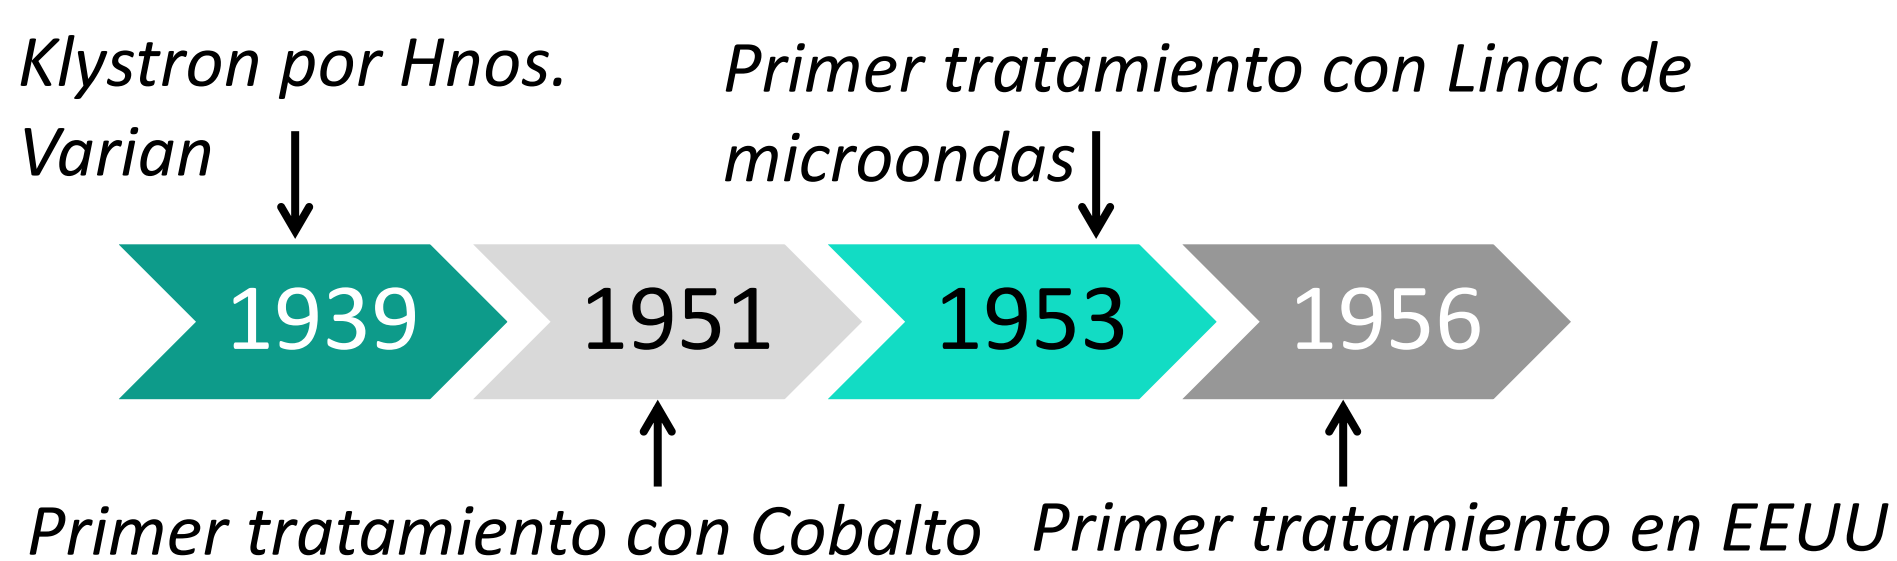 Klystron por Hnos.
Varian
Primer tratamiento con Linac de
microondas
1939
1951
1953
1956
Primer tratamiento con Cobalto
Primer tratamiento en EEUU